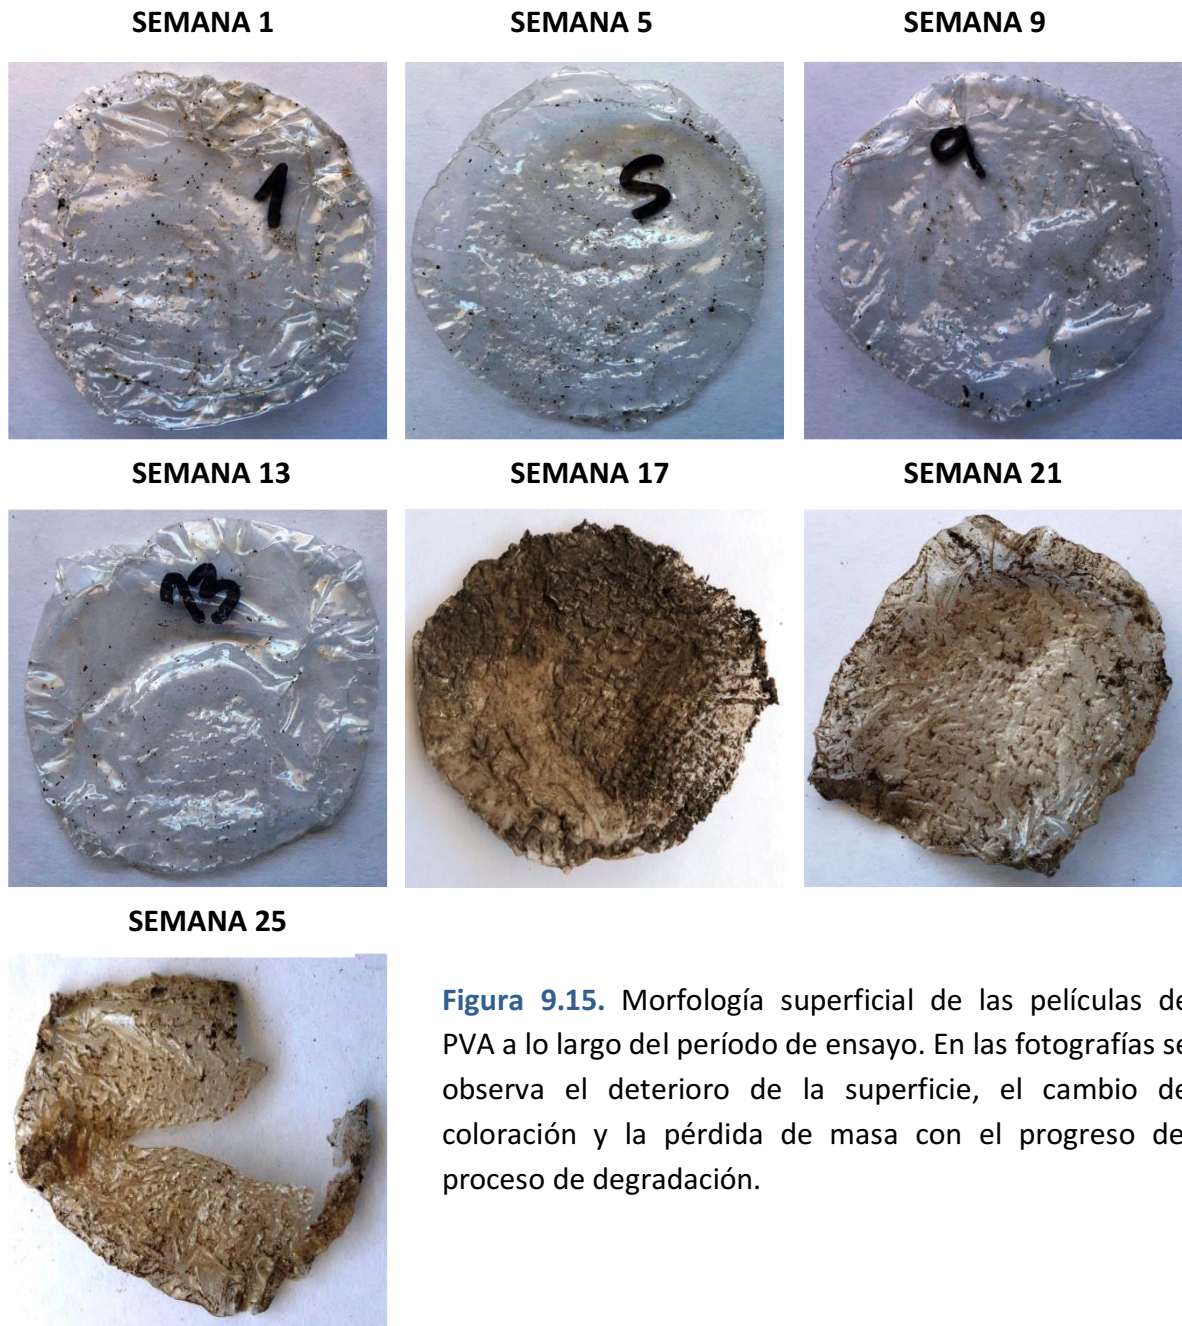 SEMANA 1
SEMANA 5
SEMANA 9
1
5
9
SEMANA 13
SEMANA 17
SEMANA 21
13
SEMANA 25
Figura 9.15. Morfología superficial de las películas de
PVA a lo largo del período de ensayo. En las fotografías se
observa el deterioro de la superficie, el cambio de
coloración y la pérdida de masa con el progreso de
proceso de degradación.